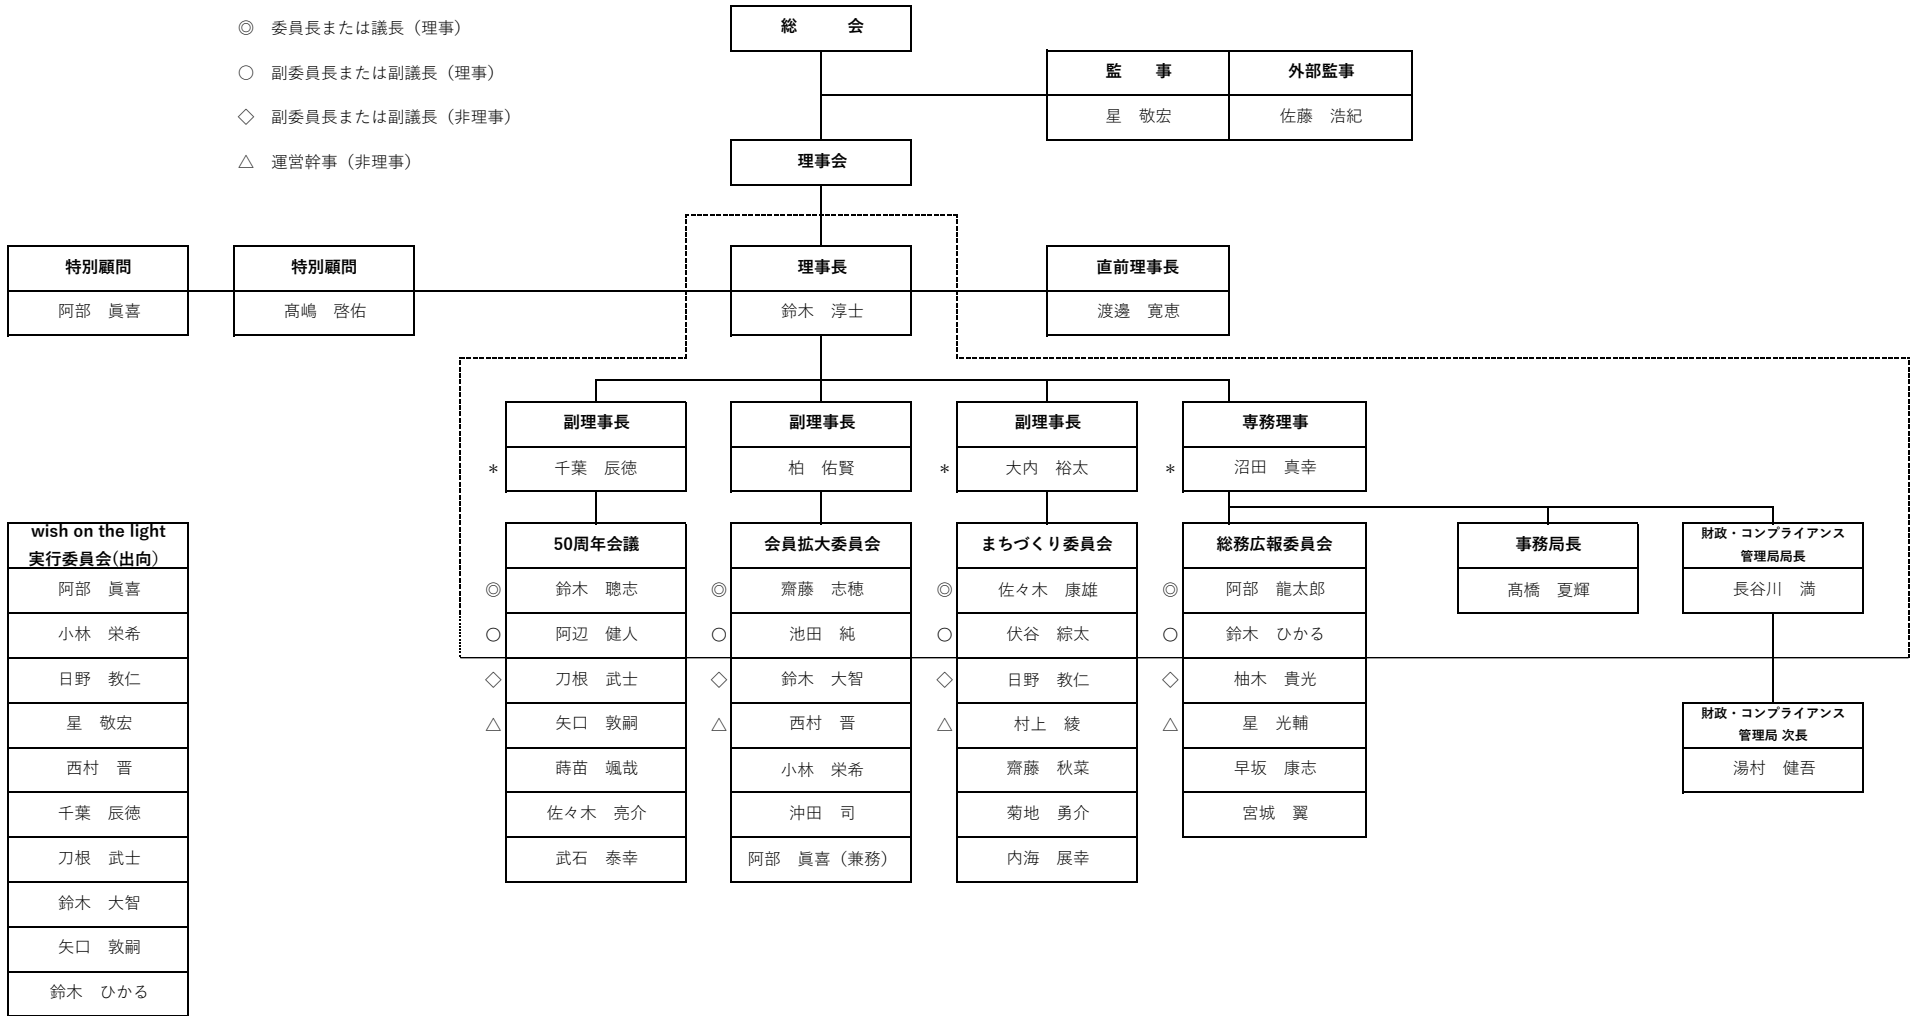 ◎ 委員長または議長（理事）
○ 副委員長または副議長（理事）
◇ 副委員長または副議長（非理事）
△ 運営幹事（非理事）
総　　会
監　事
外部監事
星　敬宏
佐藤　浩紀
理事会
特別顧問
阿部　眞喜
特別顧問
髙嶋　啓佑
理事長
鈴木　淳士
直前理事長
渡邊　寛恵
副理事長
* 千葉　辰徳
副理事長
柏　佑賢
副理事長
* 大内　裕太
専務理事
* 沼田　真幸
wish on the light
実行委員会(出向)
阿部　眞喜
小林　栄希
日野　教仁
星　敬宏
西村　晋
千葉　辰徳
刀根　武士
鈴木　大智
矢口　敦嗣
鈴木　ひかる
50周年会議
◎ 鈴木　聰志
○ 阿辺　健人
◇ 刀根　武士
△ 矢口　敦嗣
蒔苗　颯哉
佐々木　亮介
武石　泰幸
会員拡大委員会
◎ 齋藤　志穂
○ 池田　純
◇ 鈴木　大智
△ 西村　晋
小林　栄希
沖田　司
阿部　眞喜（兼務）
まちづくり委員会
◎ 佐々木　康雄
○ 伏谷　綜太
◇ 日野　教仁
△ 村上　綾
齋藤　秋菜
菊地　勇介
内海　展幸
総務広報委員会
◎ 阿部　龍太郎
○ 鈴木　ひかる
◇ 柚木　貴光
△ 星　光輔
早坂　康志
宮城　翼
事務局長
髙橋　夏輝
財政・コンプライアンス
管理局局長
長谷川　満
財政・コンプライアンス
管理局 次長
湯村　健吾